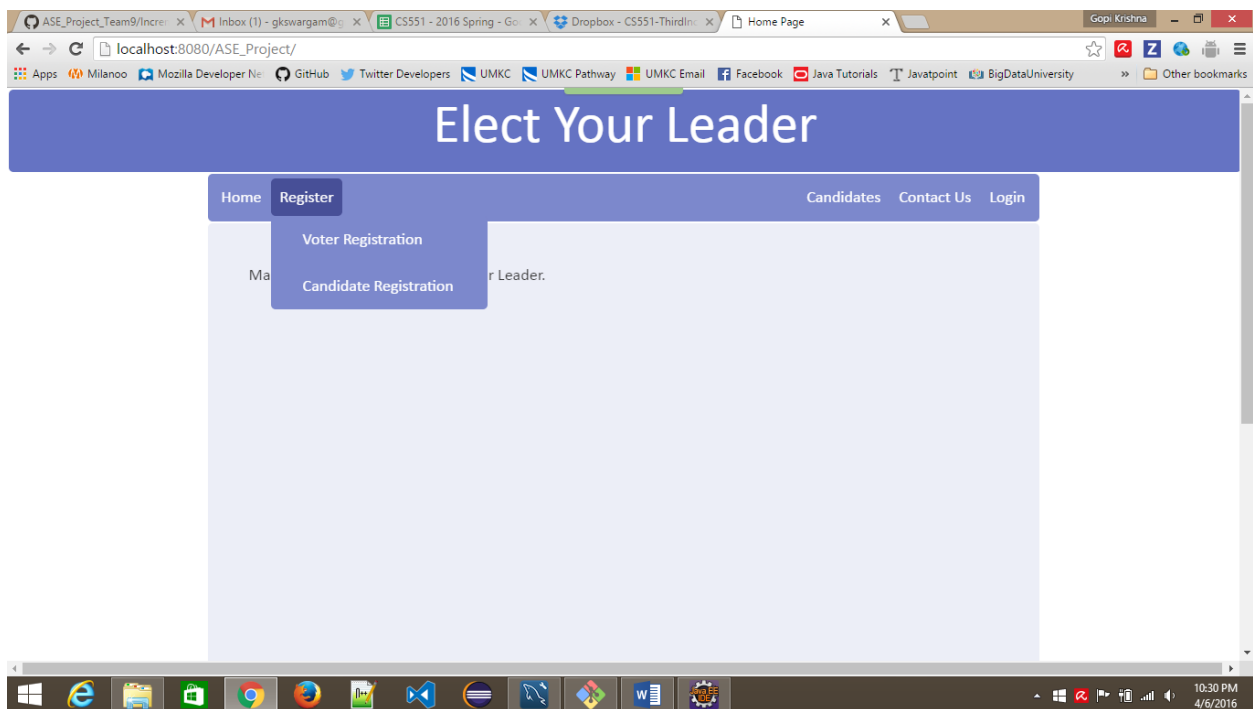 ASE_Project_Team9/Increm
Inbox (1) - gkswargam@g
CS551 - 2016 Spring - Goo
Dropbox - CS551-ThirdInc
Home Page
Gopi Krishna
localhost:8080/ASE_Project/
Apps Milanoo Mozilla Developer Ne GitHub Twitter Developers UMKC UMKC Pathway UMKC Email Facebook Java Tutorials Javatpoint BigDataUniversity » Other bookmarks
Elect Your Leader
Home Register Candidates Contact Us Login
Voter Registration
Ma r Leader.
Candidate Registration
10:30 PM
4/6/2016